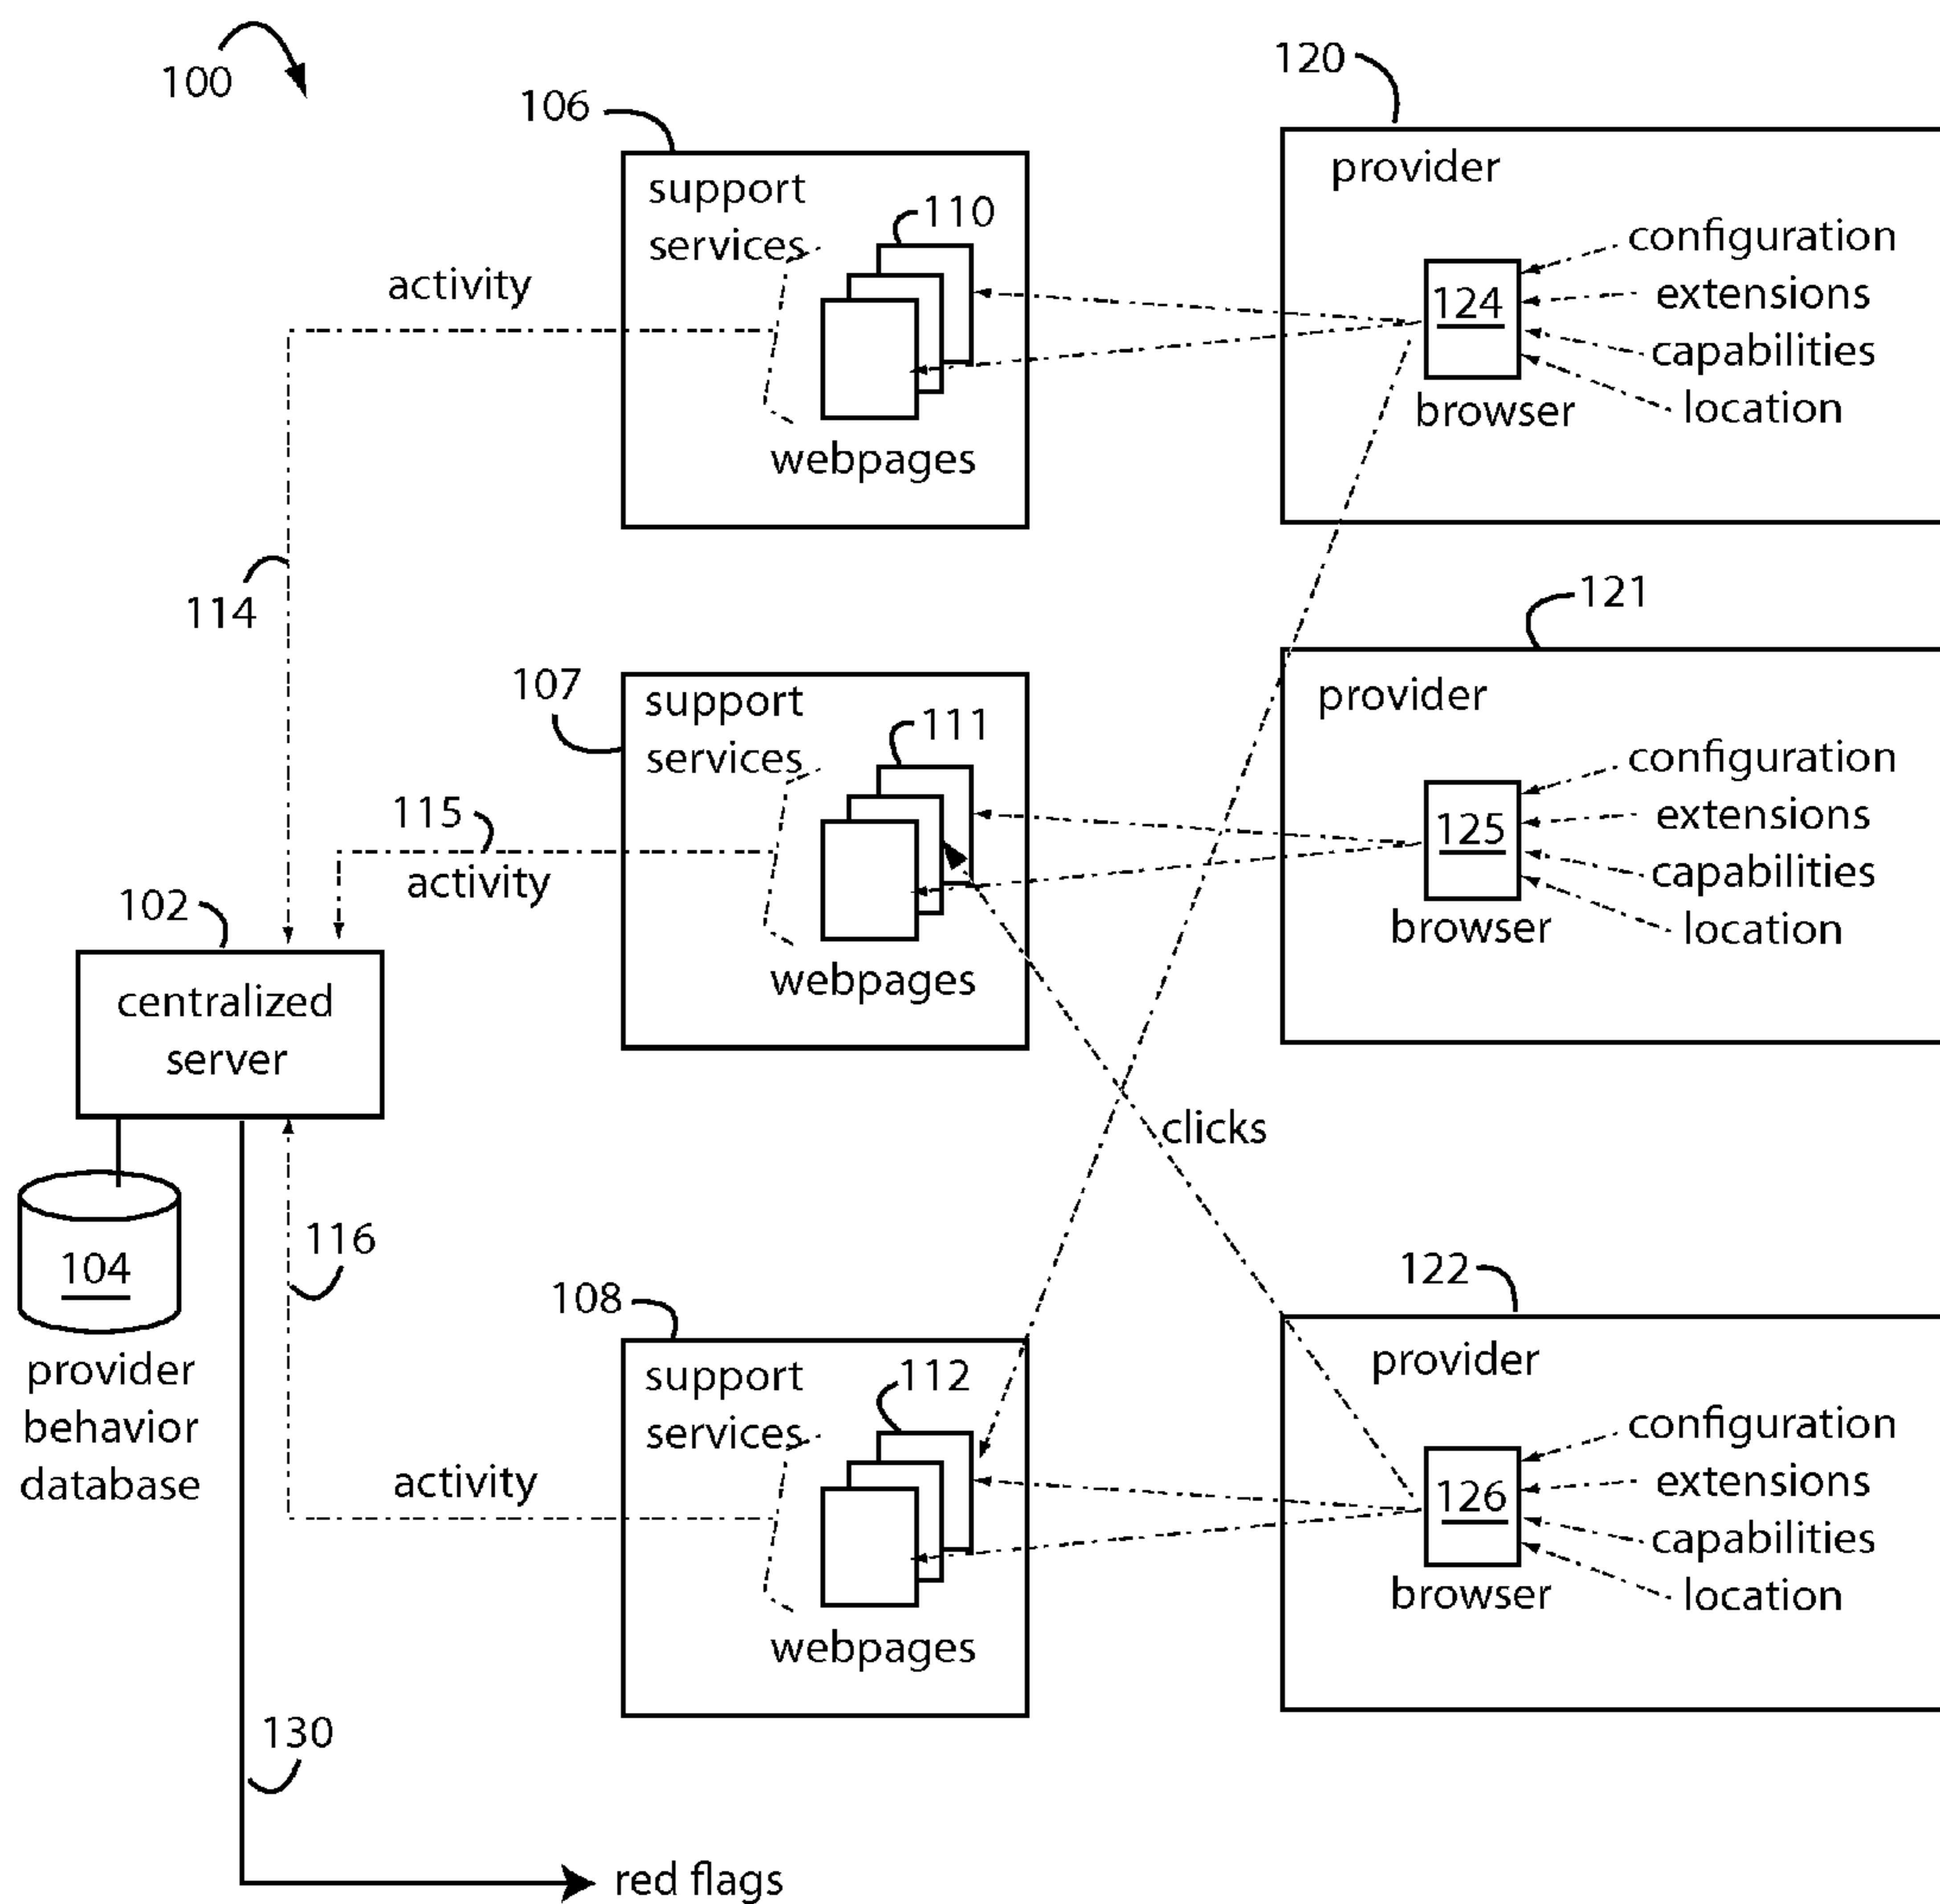 100
106
120
support
services
110
webpages
activity
provider
124
browser
configuration
extensions
capabilities
location
114
107
121
support
services
111
webpages
115
activity
provider
125
browser
configuration
extensions
capabilities
location
102
centralized
server
104
provider
behavior
database
clicks
116
108
122
support
services
112
webpages
activity
provider
126
browser
configuration
extensions
capabilities
location
130
red flags